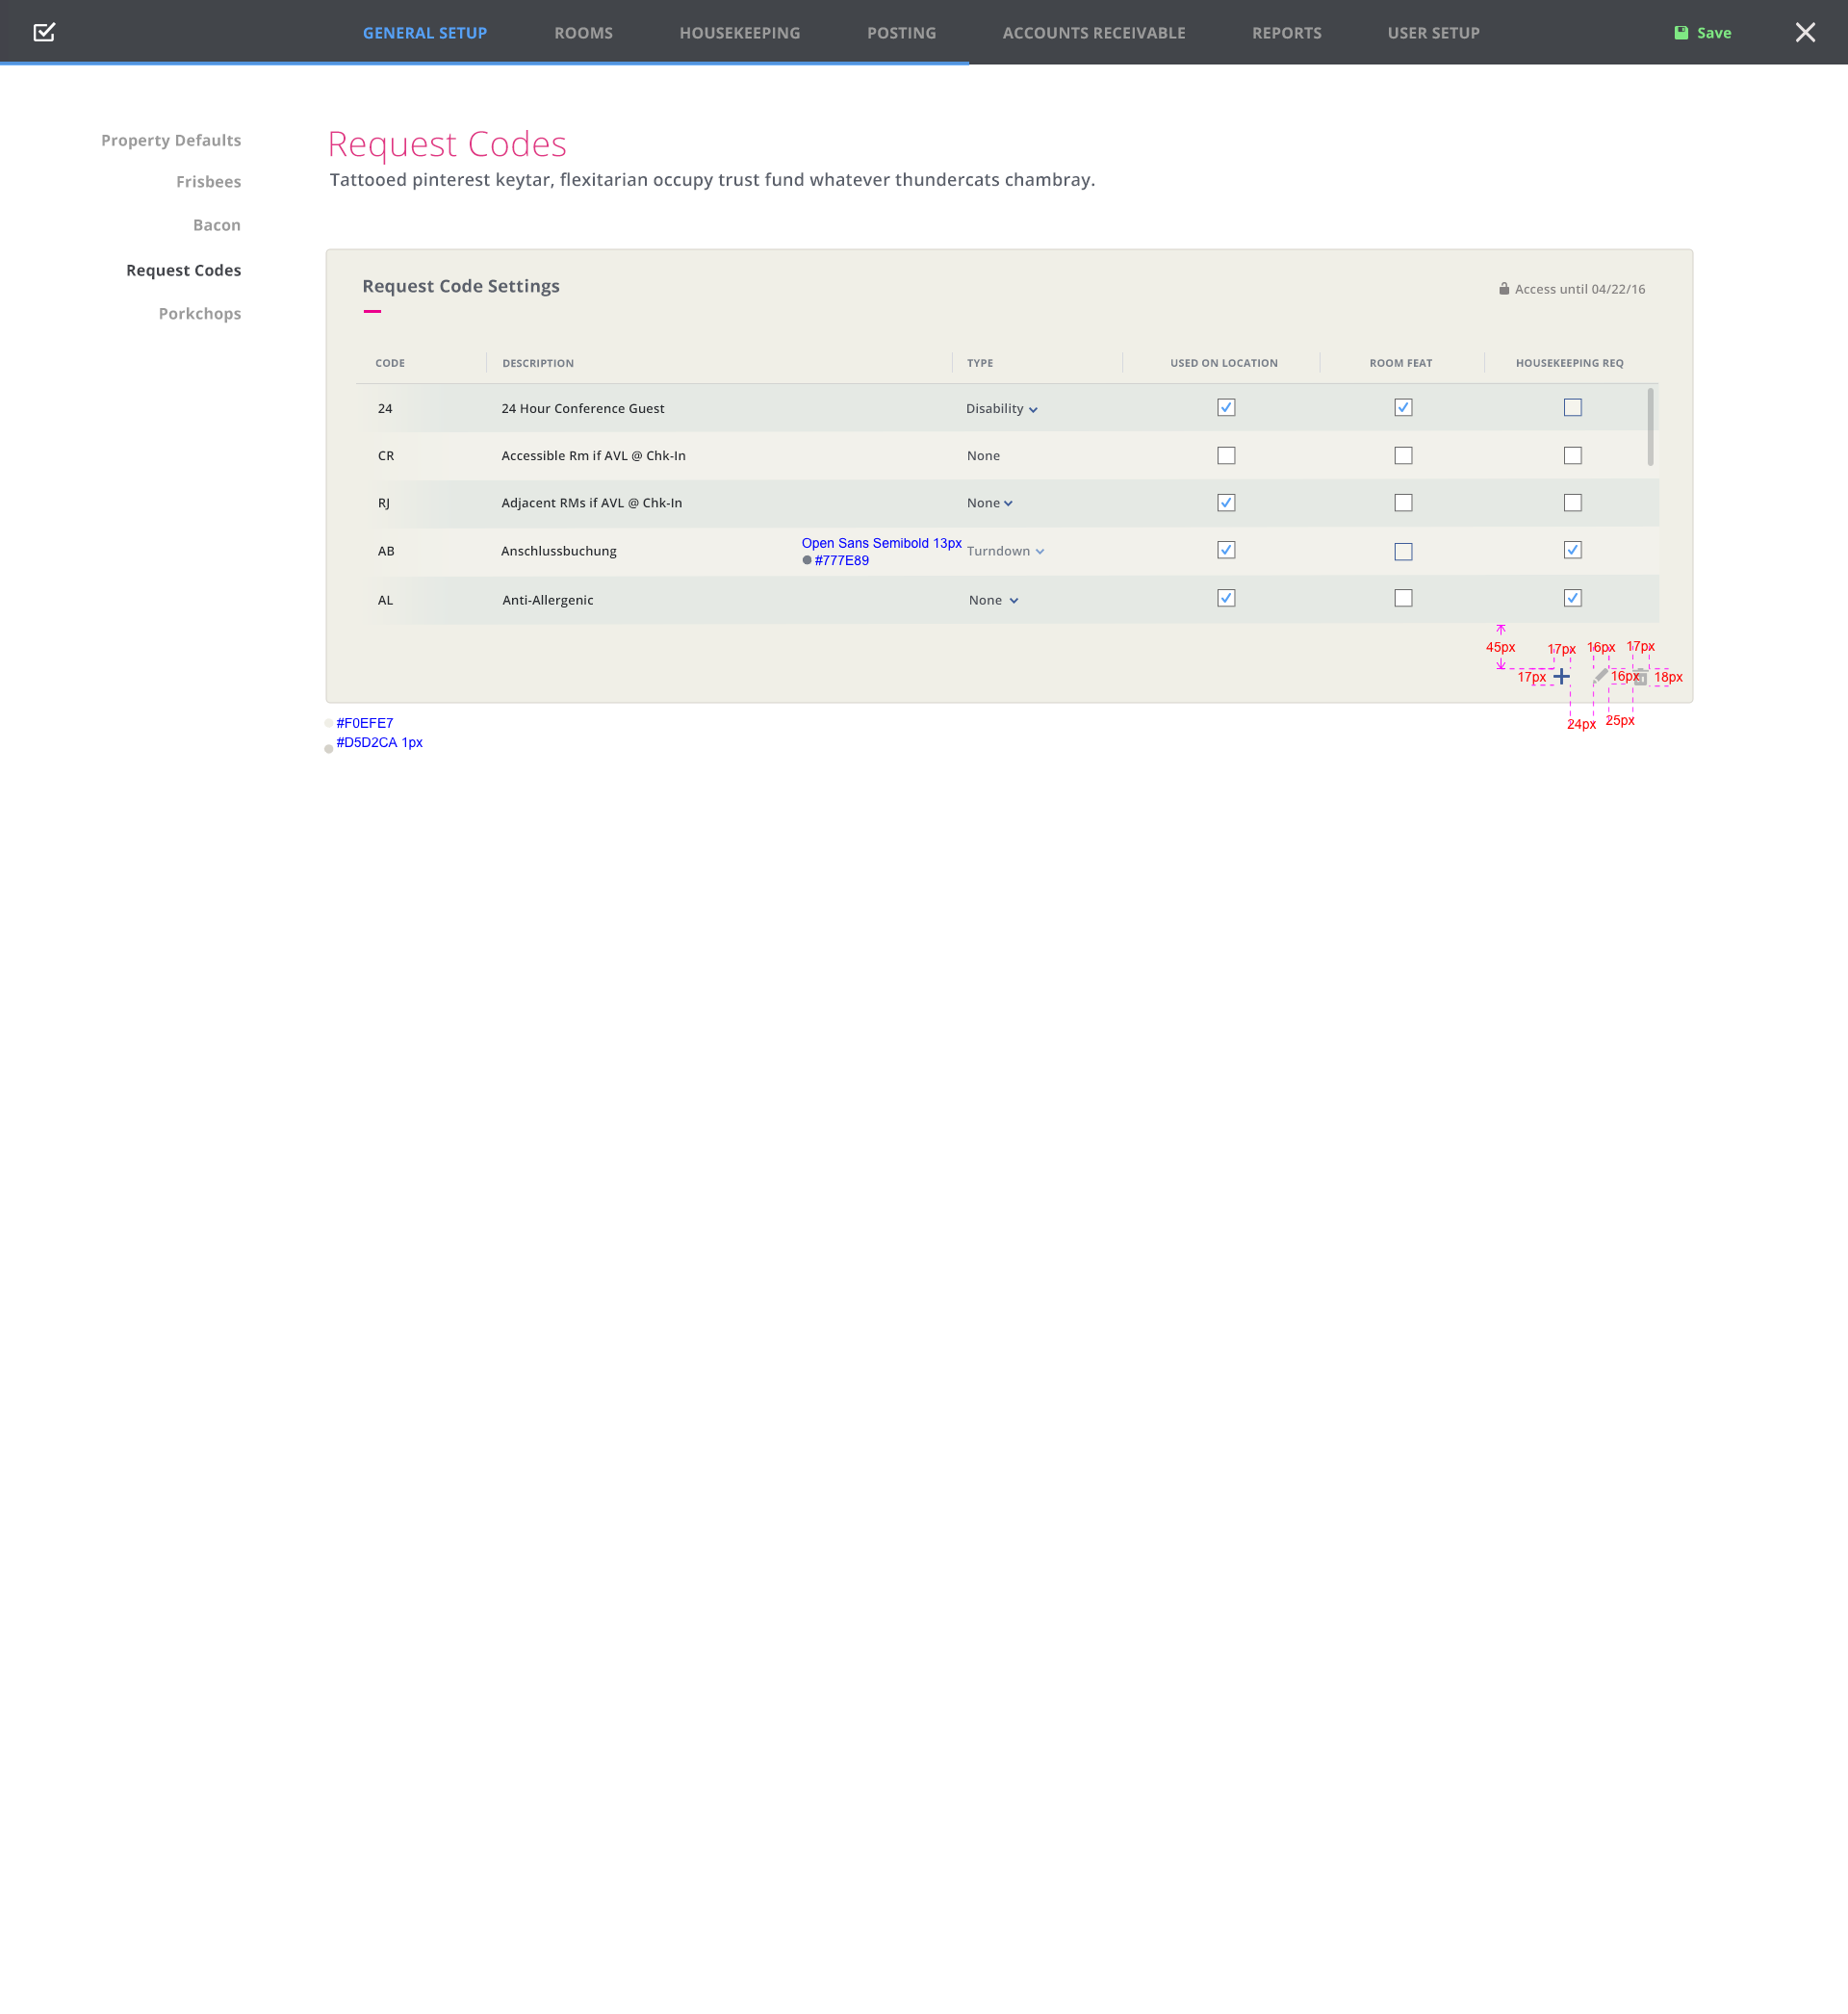 GENERAL SETUP ROOMS HOUSEKEEPING POSTING ACCOUNTS RECEIVABLE REPORTS USER SETUP Save
Property Defaults
Frisbees
Bacon
Request Codes
Porkchops
Request Codes
Tattooed pinterest keytar, flexitarian occupy trust fund whatever thundercats chambray.
Request Code Settings
Access until 04/22/16
CODE DESCRIPTION TYPE USED ON LOCATION ROOM FEAT HOUSEKEEPING REQ
24 24 Hour Conference Guest Disability
CR Accessible Rm if AVL @ Chk-In None
RJ Adjacent RMs if AVL @ Chk-In None
AB Anschlussbuchung Turndown
Open Sans Semibold 13px
#777E89
AL Anti-Allergenic None
45px 17px 16px 17px
17px 16px 18px
24px 25px
#F0EFE7
#D5D2CA 1px